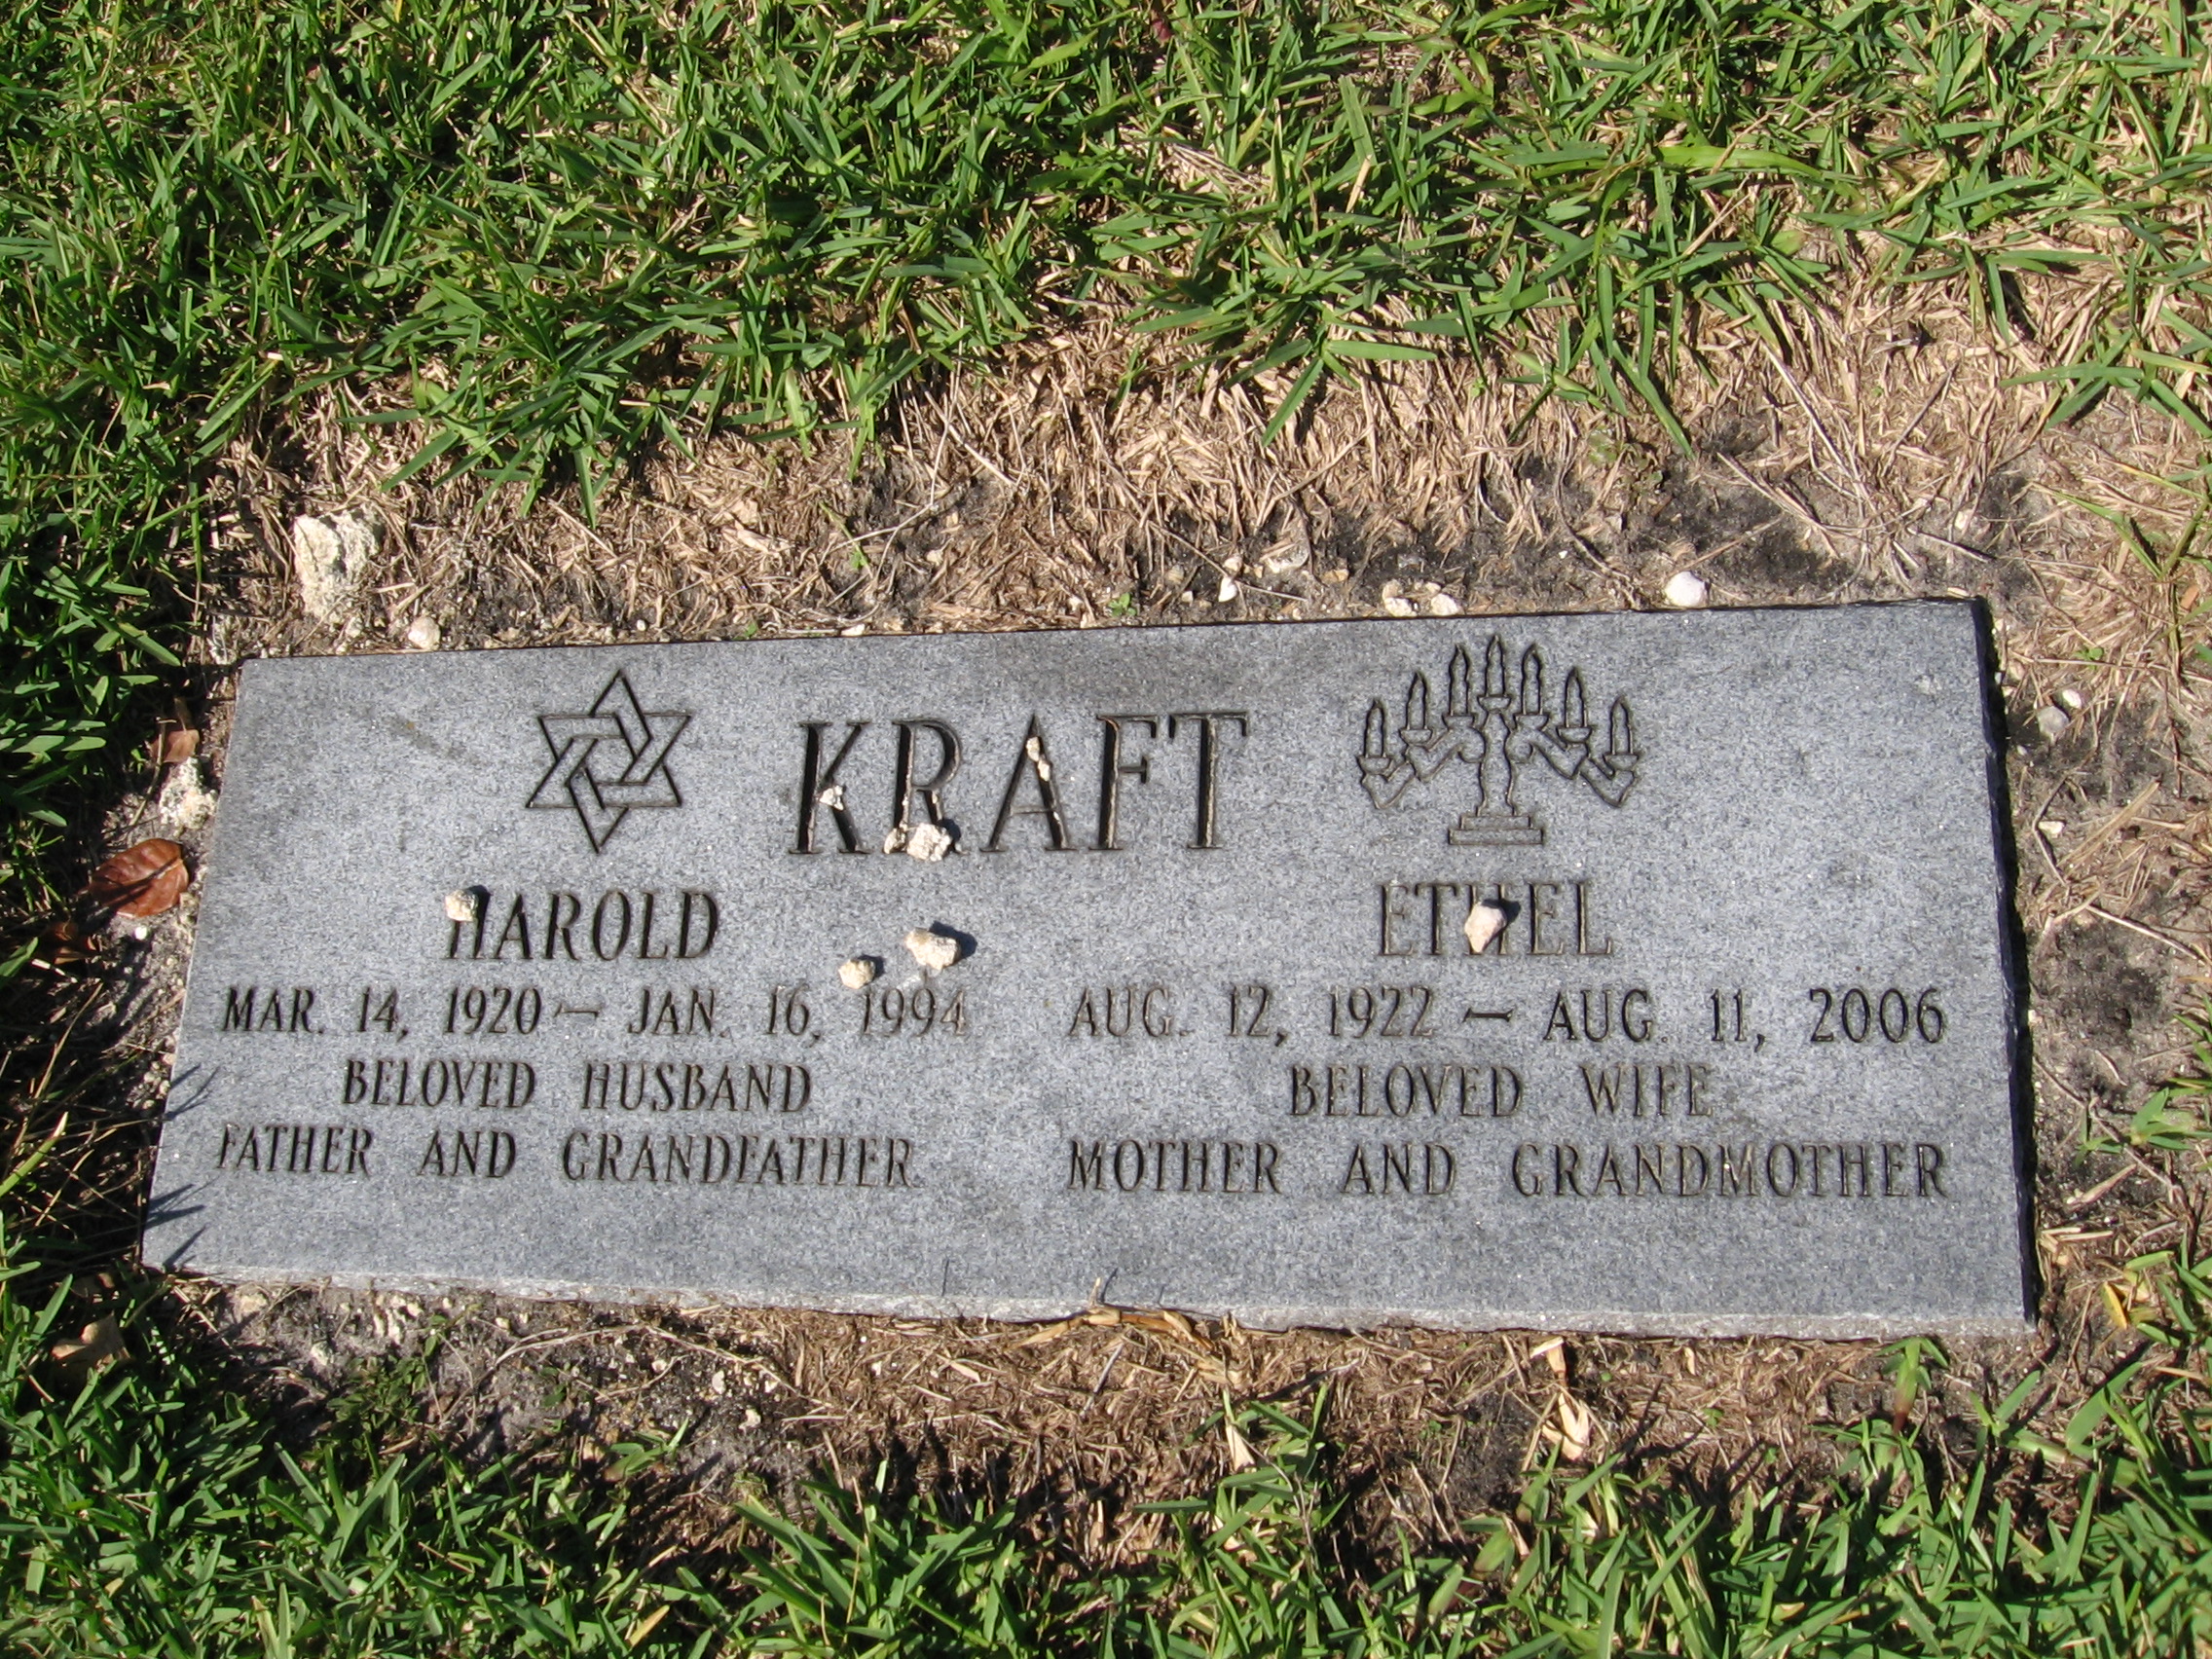 KRAFT
HAROLD
MAR. 14, 1920 – JAN. 16, 1994
BELOVED HUSBAND
FATHER AND GRANDFATHER
ETHEL
AUG. 12, 1922 – AUG. 11, 2006
BELOVED WIFE
MOTHER AND GRANDMOTHER